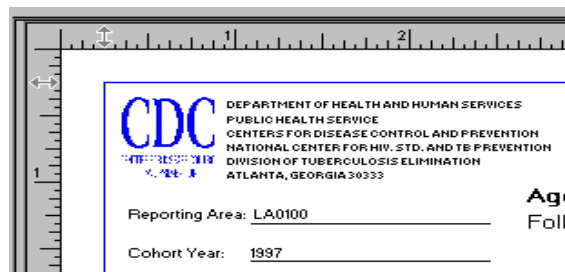 1 2
CDC
DEPARTMENT OF HEALTH AND HUMAN SERVICES
PUBLIC HEALTH SERVICE
CENTERS FOR DISEASE CONTROL AND PREVENTION
NATIONAL CENTER FOR HIV. STD. AND TB PREVENTION
DIVISION OF TUBERCULOSIS ELIMINATION
ATLANTA, GEORGIA 30333
1
Reporting Area: LA0100
Cohort Year: 1997